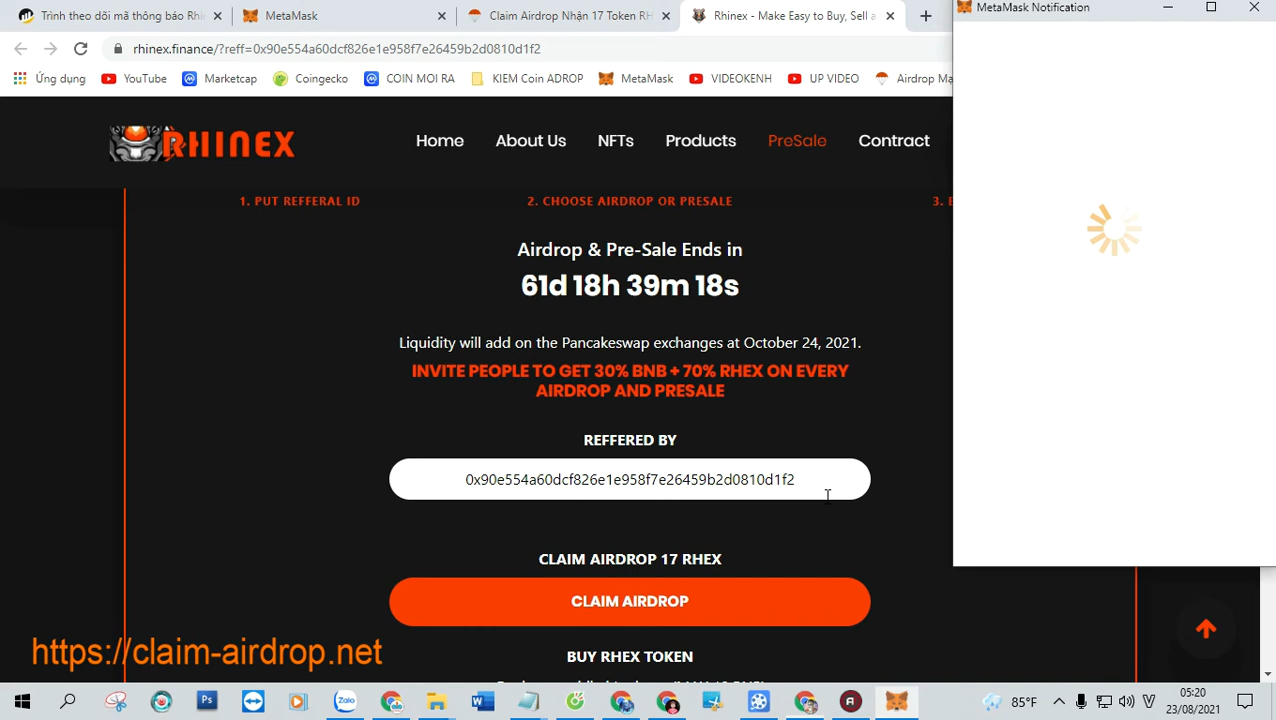 Trình theo dõi mã thông báo Rhin
MetaMask
Claim Airdrop Nhận 17 Token RH
Rhinex - Make Easy to Buy, Sell a
MetaMask Notification
rhinex.finance/?reff=0x90e554a60dcf826e1e958f7e26459b2d0810d1f2
Ứng dụng
YouTube
Marketcap
Coingecko
COIN MOI RA
KIEM Coin ADROP
MetaMask
VIDEOKENH
UP VIDEO
Airdrop Ma
RHINEX
Home
About Us
NFTs
Products
PreSale
Contract
1. PUT REFFERAL ID
2. CHOOSE AIRDROP OR PRESALE
3. E
Airdrop & Pre-Sale Ends in
61d 18h 39m 18s
Liquidity will add on the Pancakeswap exchanges at October 24, 2021.
INVITE PEOPLE TO GET 30% BNB + 70% RHEX ON EVERY
AIRDROP AND PRESALE
REFFERED BY
0x90e554a60dcf826e1e958f7e26459b2d0810d1f2
CLAIM AIRDROP 17 RHEX
CLAIM AIRDROP
https://claim-airdrop.net
BUY RHEX TOKEN
Zalo
85°F
05:20
23/08/2021